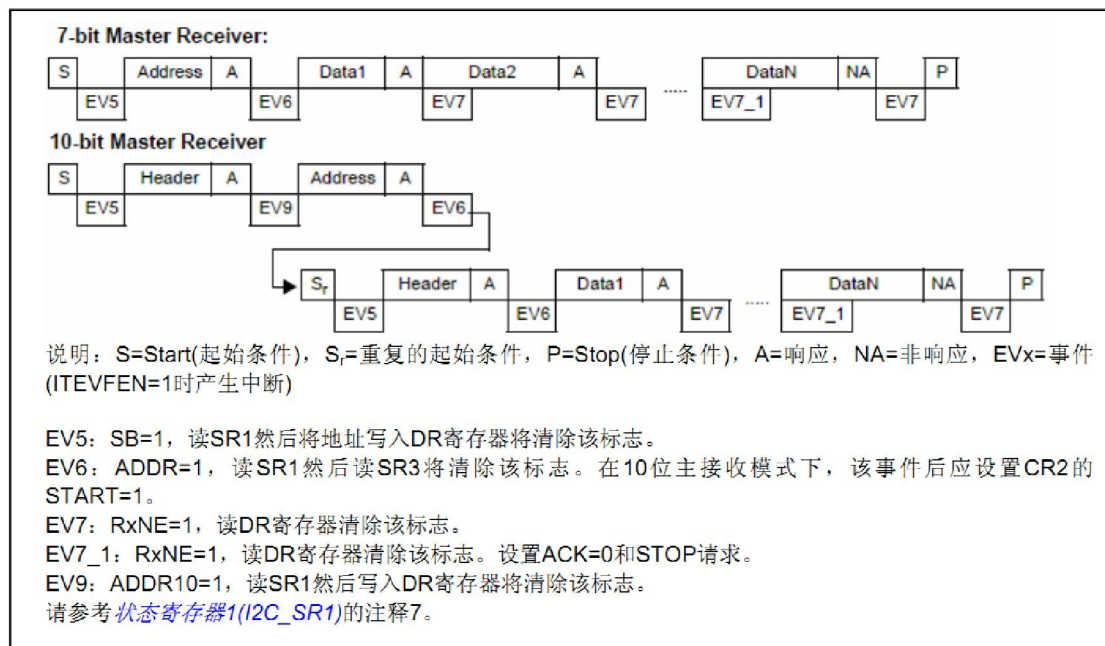 7-bit Master Receiver:
S Address A Data1 A Data2 A ..... DataN NA P
EV5 EV6 EV7 EV7 EV7_1 EV7
10-bit Master Receiver
S Header A Address A
EV5 EV9 EV6
Sr Header A Data1 A ..... DataN NA P
EV5 EV6 EV7 EV7_1 EV7
说明：S=Start(起始条件)，Sr=重复的起始条件，P=Stop(停止条件)，A=响应，NA=非响应，EVx=事件
(ITEVFEN=1时产生中断)
EV5：SB=1，读SR1然后将地址写入DR寄存器将清除该标志。
EV6：ADDR=1，读SR1然后读SR3将清除该标志。在10位主接收模式下，该事件后应设置CR2的
START=1。
EV7：RxNE=1，读DR寄存器清除该标志。
EV7_1：RxNE=1，读DR寄存器清除该标志。设置ACK=0和STOP请求。
EV9：ADDR10=1，读SR1然后写入DR寄存器将清除该标志。
请参考状态寄存器1(I2C_SR1)的注释7。